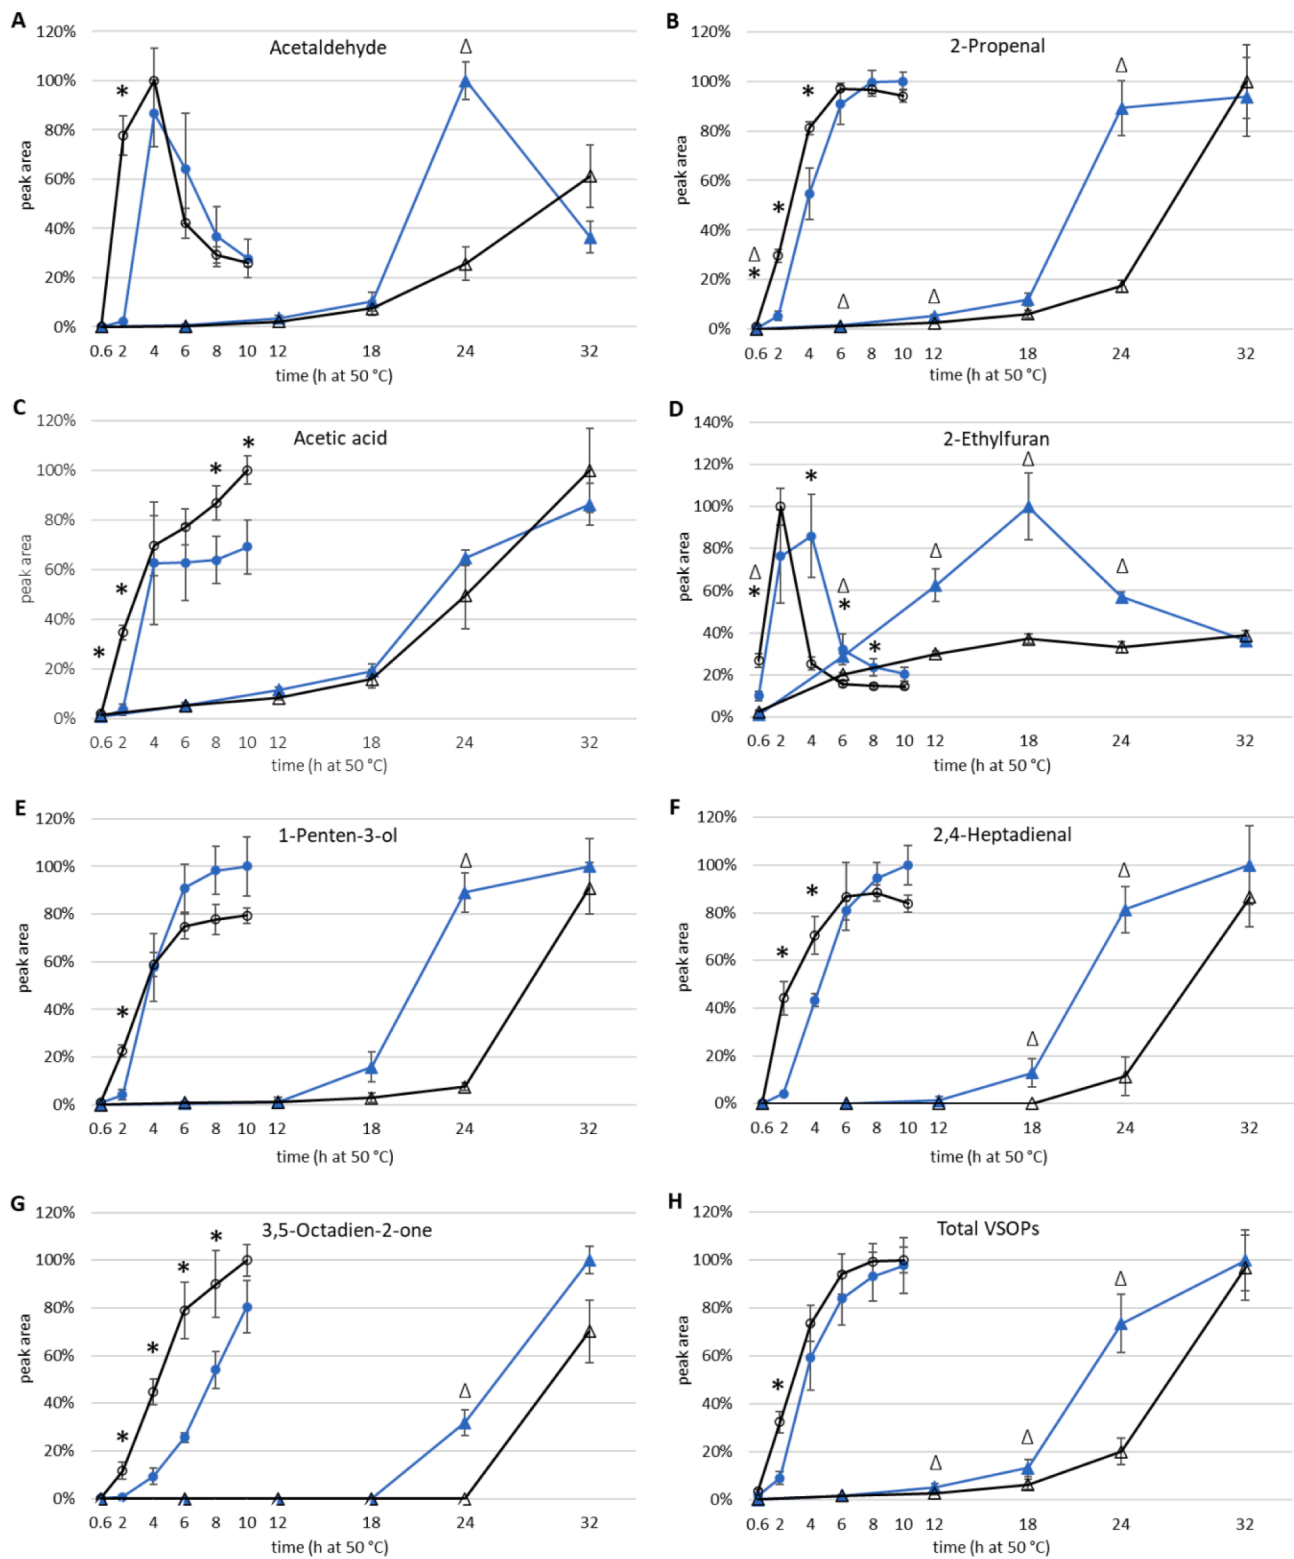 A
Acetaldehyde
120%
100%
80%
60%
40%
20%
0%
peak area
* Δ
0.6 2 4 6 8 10 12 18 24 32
time (h at 50 °C)
B
2-Propenal
120%
100%
80%
60%
40%
20%
0%
peak area
Δ * * * Δ Δ Δ
0.6 2 4 6 8 10 12 18 24 32
time (h at 50 °C)
C
Acetic acid
120%
100%
80%
60%
40%
20%
0%
peak area
* * * *
0.6 2 4 6 8 10 12 18 24 32
time (h at 50 °C)
D
2-Ethylfuran
140%
120%
100%
80%
60%
40%
20%
0%
peak area
Δ * * Δ * * Δ Δ Δ
0.6 2 4 6 8 10 12 18 24 32
time (h at 50 °C)
E
1-Penten-3-ol
120%
100%
80%
60%
40%
20%
0%
peak area
* Δ
0.6 2 4 6 8 10 12 18 24 32
time (h at 50 °C)
F
2,4-Heptadienal
120%
100%
80%
60%
40%
20%
0%
peak area
* * Δ Δ
0.6 2 4 6 8 10 12 18 24 32
time (h at 50 °C)
G
3,5-Octadien-2-one
120%
100%
80%
60%
40%
20%
0%
peak area
* * * * Δ
0.6 2 4 6 8 10 12 18 24 32
time (h at 50 °C)
H
Total VSOPs
120%
100%
80%
60%
40%
20%
0%
peak area
* Δ Δ Δ
0.6 2 4 6 8 10 12 18 24 32
time (h at 50 °C)